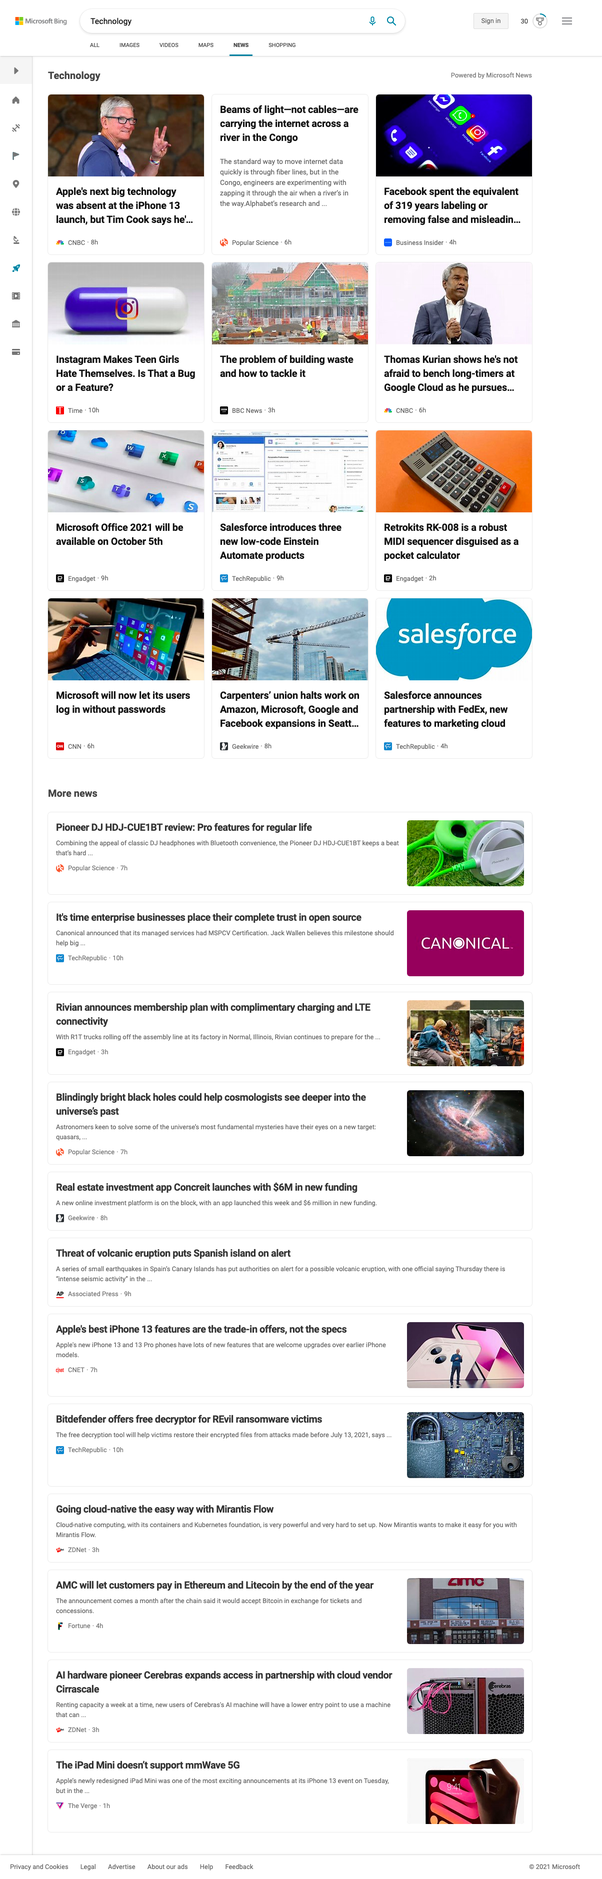 Microsoft Bing
Technology
Sign in
30
ALL
IMAGES
VIDEOS
MAPS
NEWS
SHOPPING
Technology
Powered by Microsoft News
Apple's next big technology
was absent at the iPhone 13
launch, but Tim Cook says he'...
CNBC · 8h
Beams of light—not cables—are
carrying the internet across a
river in the Congo
The standard way to move internet data
quickly is through fiber lines, but in the
Congo, engineers are experimenting with
zapping it through the air when a river's in
the way.Alphabet's research and ...
Popular Science · 6h
Facebook spent the equivalent
of 319 years labeling or
removing false and misleadin...
Business Insider · 4h
Instagram Makes Teen Girls
Hate Themselves. Is That a Bug
or a Feature?
Time · 10h
The problem of building waste
and how to tackle it
BBC News · 3h
Thomas Kurian shows he's not
afraid to bench long-timers at
Google Cloud as he pursues...
CNBC · 6h
Microsoft Office 2021 will be
available on October 5th
Engadget · 9h
Salesforce introduces three
new low-code Einstein
Automate products
TechRepublic · 9h
Retrokits RK-008 is a robust
MIDI sequencer disguised as a
pocket calculator
Engadget · 2h
Microsoft will now let its users
log in without passwords
CNN · 6h
Carpenters' union halts work on
Amazon, Microsoft, Google and
Facebook expansions in Seatt...
Geekwire · 8h
salesforce
Salesforce announces
partnership with FedEx, new
features to marketing cloud
TechRepublic · 4h
More news
Pioneer DJ HDJ-CUE1BT review: Pro features for regular life
Combining the appeal of classic DJ headphones with Bluetooth convenience, the Pioneer DJ HDJ-CUE1BT keeps a beat
that's hard ...
Popular Science · 7h
It's time enterprise businesses place their complete trust in open source
Canonical announced that its managed services had MSPCV Certification. Jack Wallen believes this milestone should
help big ...
TechRepublic · 10h
CANONICAL
Rivian announces membership plan with complimentary charging and LTE
connectivity
With R1T trucks rolling off the assembly line at its factory in Normal, Illinois, Rivian continues to prepare for the ...
Engadget · 3h
Blindingly bright black holes could help cosmologists see deeper into the
universe's past
Astronomers keen to solve some of the universe's most fundamental mysteries have their eyes on a new target:
quasars, ...
Popular Science · 7h
Real estate investment app Concreit launches with $6M in new funding
A new online investment platform is on the block, with an app launched this week and $6 million in new funding.
Geekwire · 8h
Threat of volcanic eruption puts Spanish island on alert
A series of small earthquakes in Spain's Canary Islands has put authorities on alert for a possible volcanic eruption, with one official saying Thursday there is
"intense seismic activity" in the ...
AP Associated Press · 9h
Apple's best iPhone 13 features are the trade-in offers, not the specs
Apple's new iPhone 13 and 13 Pro phones have lots of new features that are welcome upgrades over earlier iPhone
models.
CNET · 7h
Bitdefender offers free decryptor for REvil ransomware victims
The free decryption tool will help victims restore their encrypted files from attacks made before July 13, 2021, says ...
TechRepublic · 10h
Going cloud-native the easy way with Mirantis Flow
Cloud-native computing, with its containers and Kubernetes foundation, is very powerful and very hard to set up. Now Mirantis wants to make it easy for you with
Mirantis Flow.
ZDNet · 3h
AMC will let customers pay in Ethereum and Litecoin by the end of the year
The announcement comes a month after the chain said it would accept Bitcoin in exchange for tickets and
concessions.
Fortune · 4h
amc
AI hardware pioneer Cerebras expands access in partnership with cloud vendor
Cirrascale
Renting capacity a week at a time, new users of Cerebras's AI machine will have a lower entry point to use a machine
that can ...
ZDNet · 3h
cerebras
The iPad Mini doesn't support mmWave 5G
Apple's newly redesigned iPad Mini was one of the most exciting announcements at its iPhone 13 event on Tuesday,
but in the ...
The Verge · 1h
9:41
Privacy and Cookies
Legal
Advertise
About our ads
Help
Feedback
© 2021 Microsoft